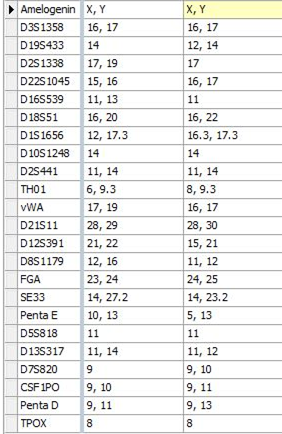 Amelogenin X, Y X, Y
D3S1358 16, 17 16, 17
D19S433 14 12, 14
D2S1338 17, 19 17
D22S1045 15, 16 16, 17
D16S539 11, 13 11
D18S51 16, 20 16, 22
D1S1656 12, 17.3 16.3, 17.3
D10S1248 14 14
D2S441 11, 14 11, 14
TH01 6, 9.3 8, 9.3
vWA 17, 19 16, 17
D21S11 28, 29 28, 30
D12S391 21, 22 15, 21
D8S1179 12, 16 11, 12
FGA 23, 24 24, 25
SE33 14, 27.2 14, 23.2
Penta E 10, 13 5, 13
D5S818 11 11
D13S317 11, 14 11, 12
D7S820 9 9, 10
CSF1PO 9, 10 9, 11
Penta D 9, 11 9, 13
TPOX 8 8